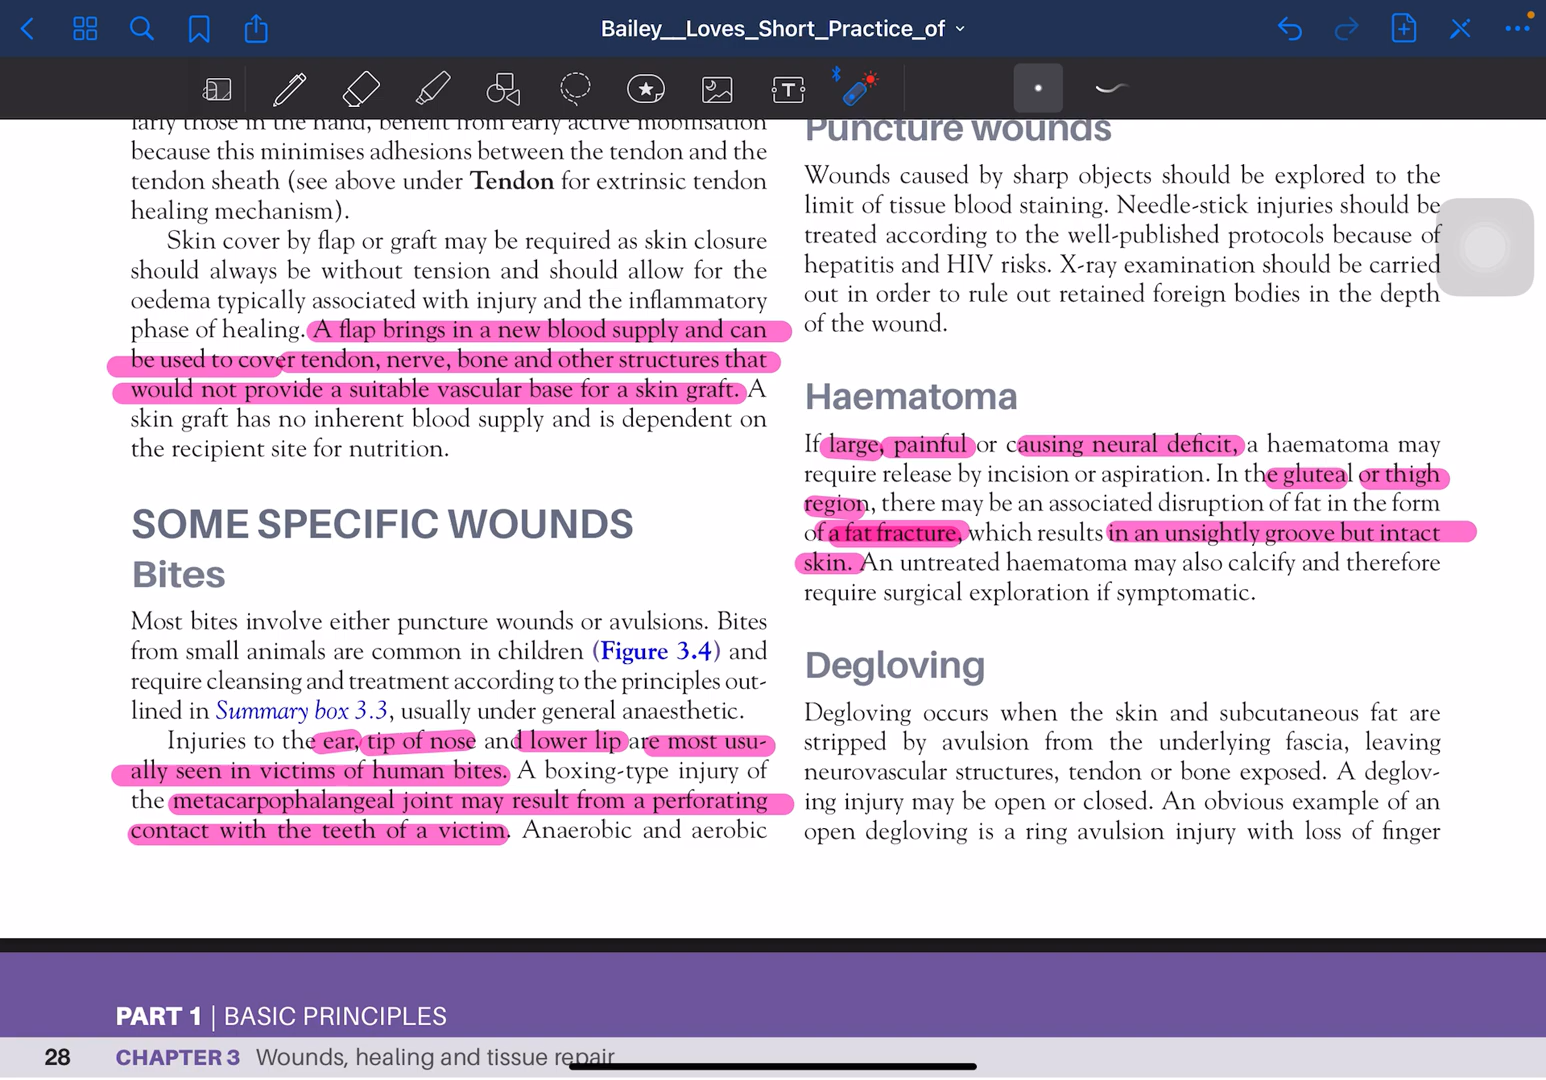 Bailey__Loves_Short_Practice_of
larly those in the hand, benefit from early active mobilisation
because this minimises adhesions between the tendon and the
tendon sheath (see above under Tendon for extrinsic tendon
healing mechanism).
Skin cover by flap or graft may be required as skin closure
should always be without tension and should allow for the
oedema typically associated with injury and the inflammatory
phase of healing. A flap brings in a new blood supply and can
be used to cover tendon, nerve, bone and other structures that
would not provide a suitable vascular base for a skin graft. A
skin graft has no inherent blood supply and is dependent on
the recipient site for nutrition.
SOME SPECIFIC WOUNDS
Bites
Most bites involve either puncture wounds or avulsions. Bites
from small animals are common in children (Figure 3.4) and
require cleansing and treatment according to the principles out-
lined in Summary box 3.3, usually under general anaesthetic.
Injuries to the ear, tip of nose and lower lip are most usu-
ally seen in victims of human bites. A boxing-type injury of
the metacarpophalangeal joint may result from a perforating
contact with the teeth of a victim. Anaerobic and aerobic
Puncture wounds
Wounds caused by sharp objects should be explored to the
limit of tissue blood staining. Needle-stick injuries should be
treated according to the well-published protocols because of
hepatitis and HIV risks. X-ray examination should be carried
out in order to rule out retained foreign bodies in the depth
of the wound.
Haematoma
If large, painful or causing neural deficit, a haematoma may
require release by incision or aspiration. In the gluteal or thigh
region, there may be an associated disruption of fat in the form
of a fat fracture, which results in an unsightly groove but intact
skin. An untreated haematoma may also calcify and therefore
require surgical exploration if symptomatic.
Degloving
Degloving occurs when the skin and subcutaneous fat are
stripped by avulsion from the underlying fascia, leaving
neurovascular structures, tendon or bone exposed. A deglov-
ing injury may be open or closed. An obvious example of an
open degloving is a ring avulsion injury with loss of finger
PART 1 | BASIC PRINCIPLES
28 CHAPTER 3 Wounds, healing and tissue repair